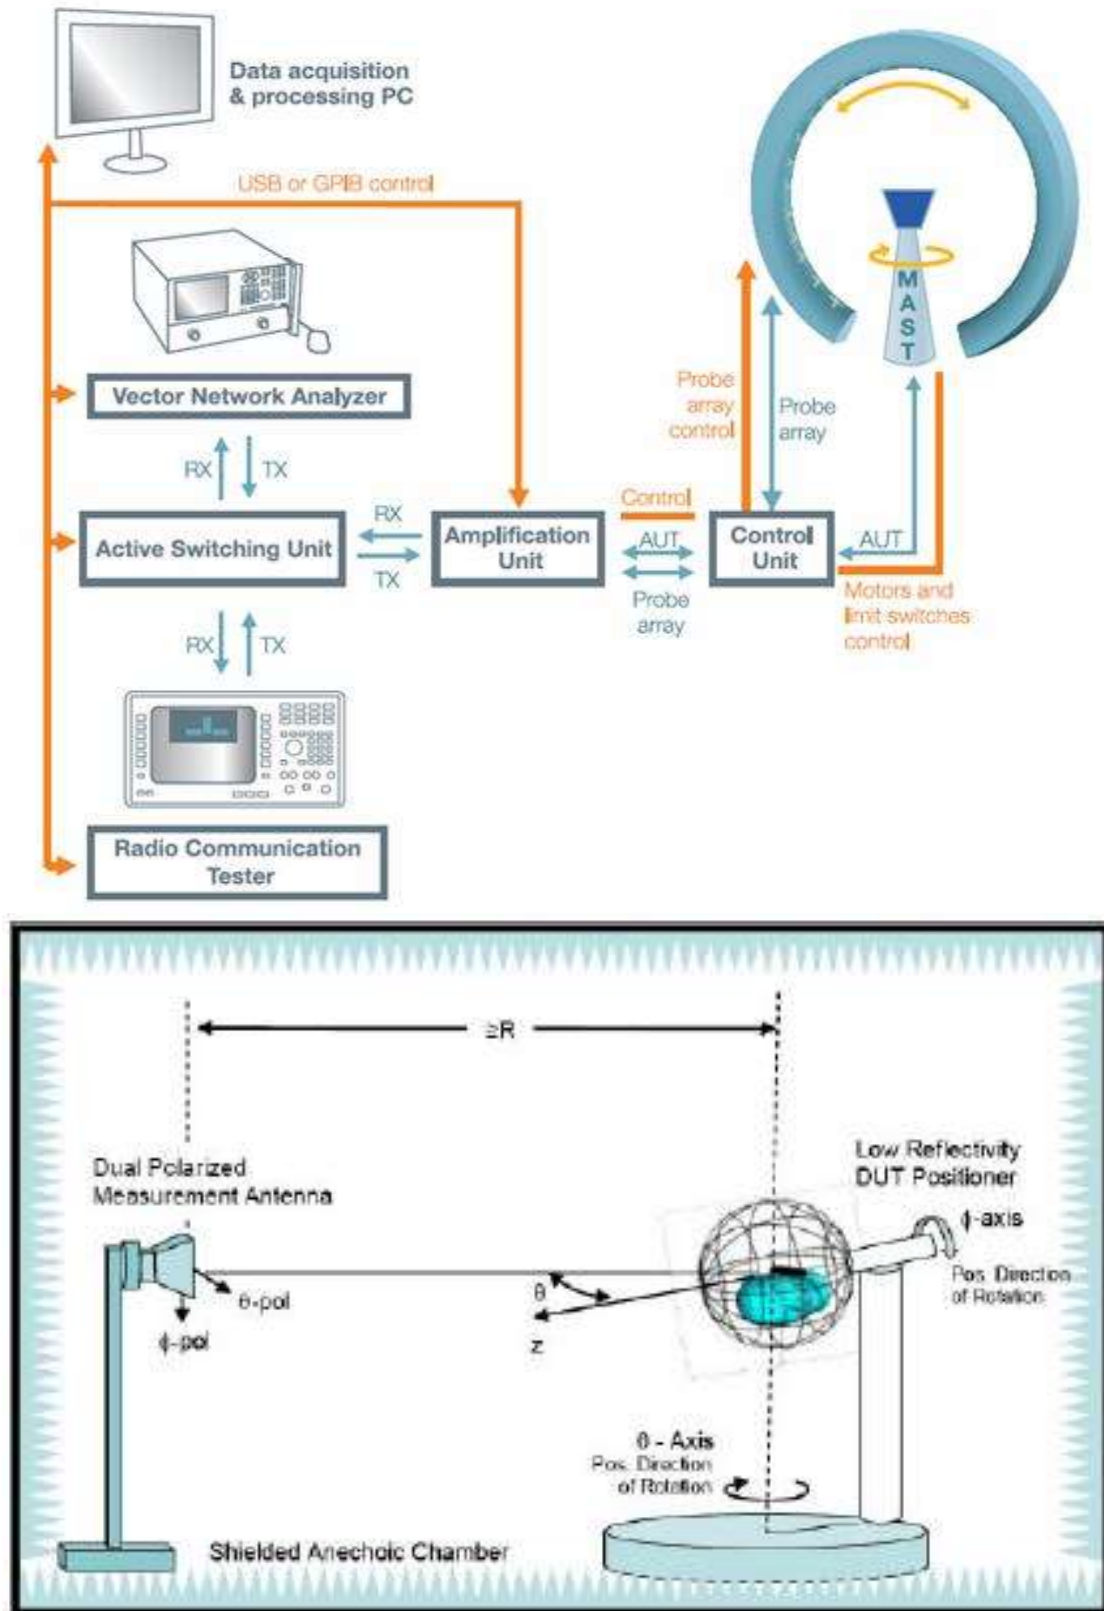 Data acquisition
& processing PC
USB or GPIB control
Vector Network Analyzer
RX
TX
Active Switching Unit
RX
TX
Amplification
Unit
Control
AUT
Probe
array
Control
Unit
Probe
array
control
Probe
array
MAST
AUT
Motors and
limit switches
control
RX
TX
Radio Communication
Tester
≥R
Dual Polarized
Measurement Antenna
Low Reflectivity
DUT Positioner
ϕ-axis
Pos. Direction
of Rotation
θ-pol
ϕ-pol
θ
z
θ - Axis
Pos. Direction
of Rotation
Shielded Anechoic Chamber